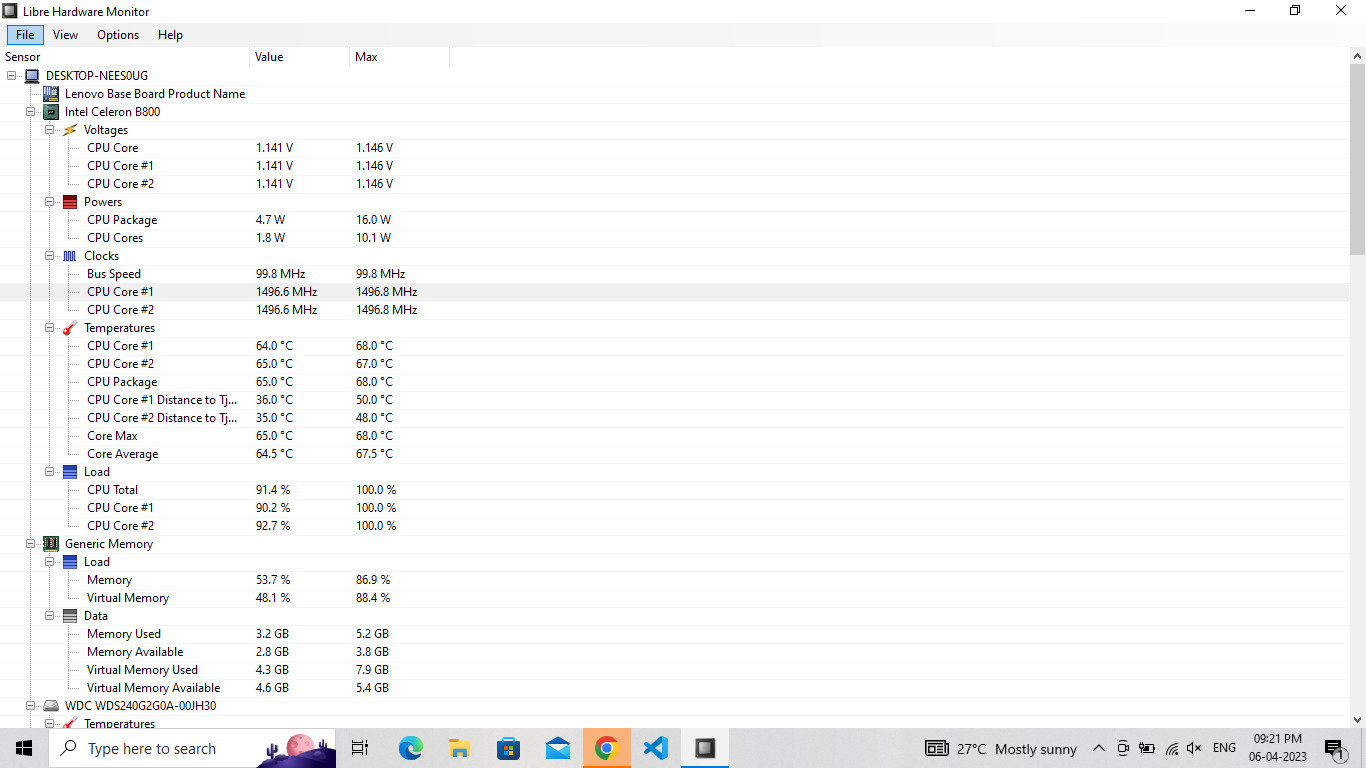 Libre Hardware Monitor
File View Options Help
Sensor Value Max
DESKTOP-NEES0UG
Lenovo Base Board Product Name
Intel Celeron B800
Voltages
CPU Core 1.141 V 1.146 V
CPU Core #1 1.141 V 1.146 V
CPU Core #2 1.141 V 1.146 V
Powers
CPU Package 4.7 W 16.0 W
CPU Cores 1.8 W 10.1 W
Clocks
Bus Speed 99.8 MHz 99.8 MHz
CPU Core #1 1496.6 MHz 1496.8 MHz
CPU Core #2 1496.6 MHz 1496.8 MHz
Temperatures
CPU Core #1 64.0 °C 68.0 °C
CPU Core #2 65.0 °C 67.0 °C
CPU Package 65.0 °C 68.0 °C
CPU Core #1 Distance to Tj... 36.0 °C 50.0 °C
CPU Core #2 Distance to Tj... 35.0 °C 48.0 °C
Core Max 65.0 °C 68.0 °C
Core Average 64.5 °C 67.5 °C
Load
CPU Total 91.4 % 100.0 %
CPU Core #1 90.2 % 100.0 %
CPU Core #2 92.7 % 100.0 %
Generic Memory
Load
Memory 53.7 % 86.9 %
Virtual Memory 48.1 % 88.4 %
Data
Memory Used 3.2 GB 5.2 GB
Memory Available 2.8 GB 3.8 GB
Virtual Memory Used 4.3 GB 7.9 GB
Virtual Memory Available 4.6 GB 5.4 GB
WDC WDS240G2G0A-00JH30
Temperatures
Type here to search 27°C Mostly sunny ENG 09:21 PM
06-04-2023 1